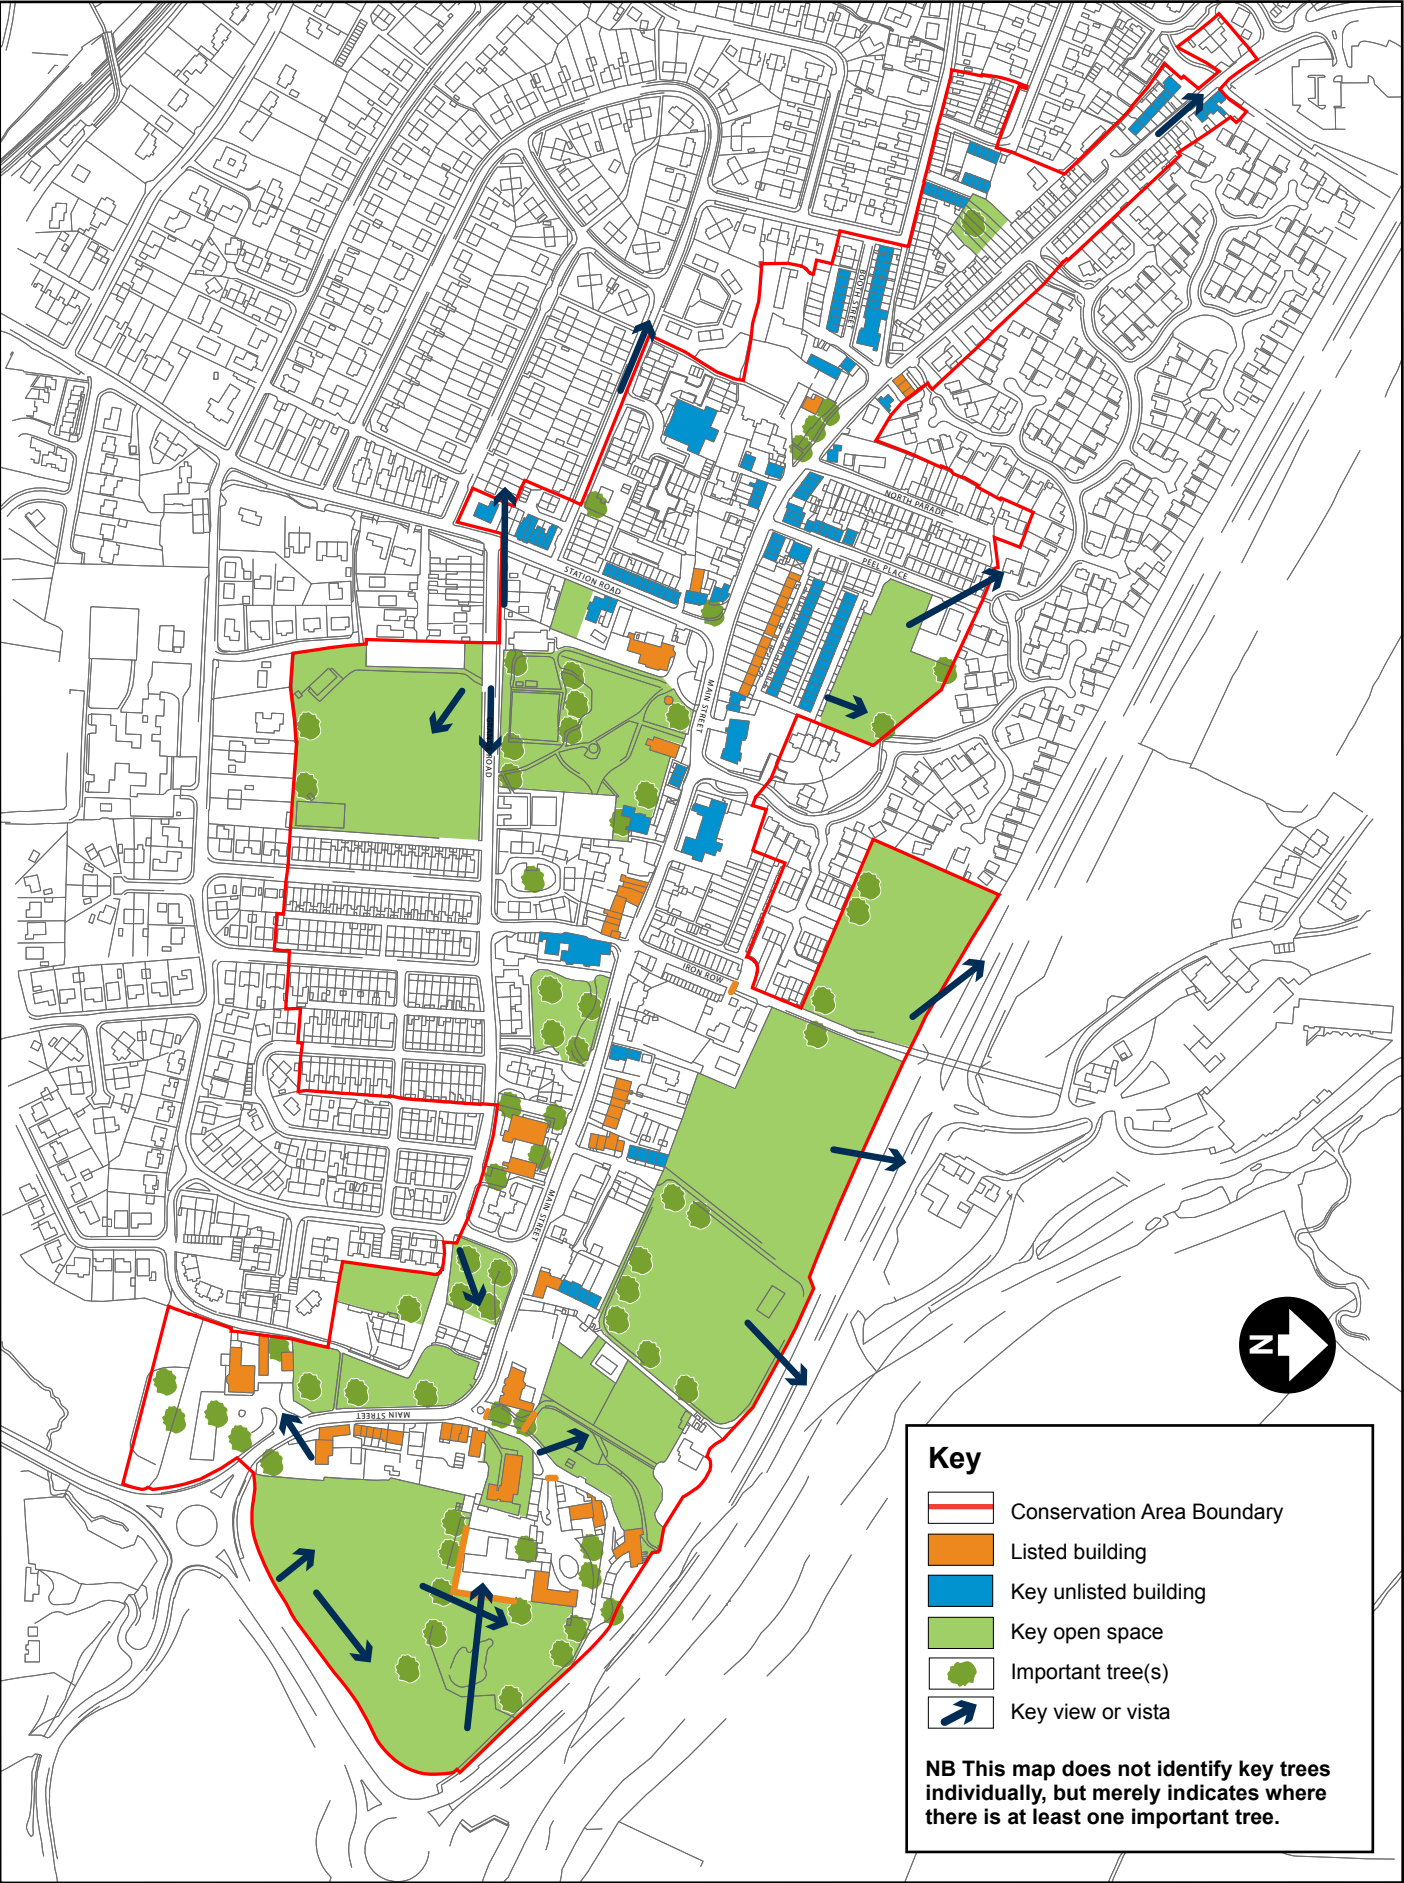 BOOTH STREET
NORTH PARADE
PEEL PLACE
STATION ROAD
MAIN STREET
ROAD
IRON ROW
MAIN STREET
MAIN STREET
N
Key
Conservation Area Boundary
Listed building
Key unlisted building
Key open space
Important tree(s)
Key view or vista
NB This map does not identify key trees
individually, but merely indicates where
there is at least one important tree.